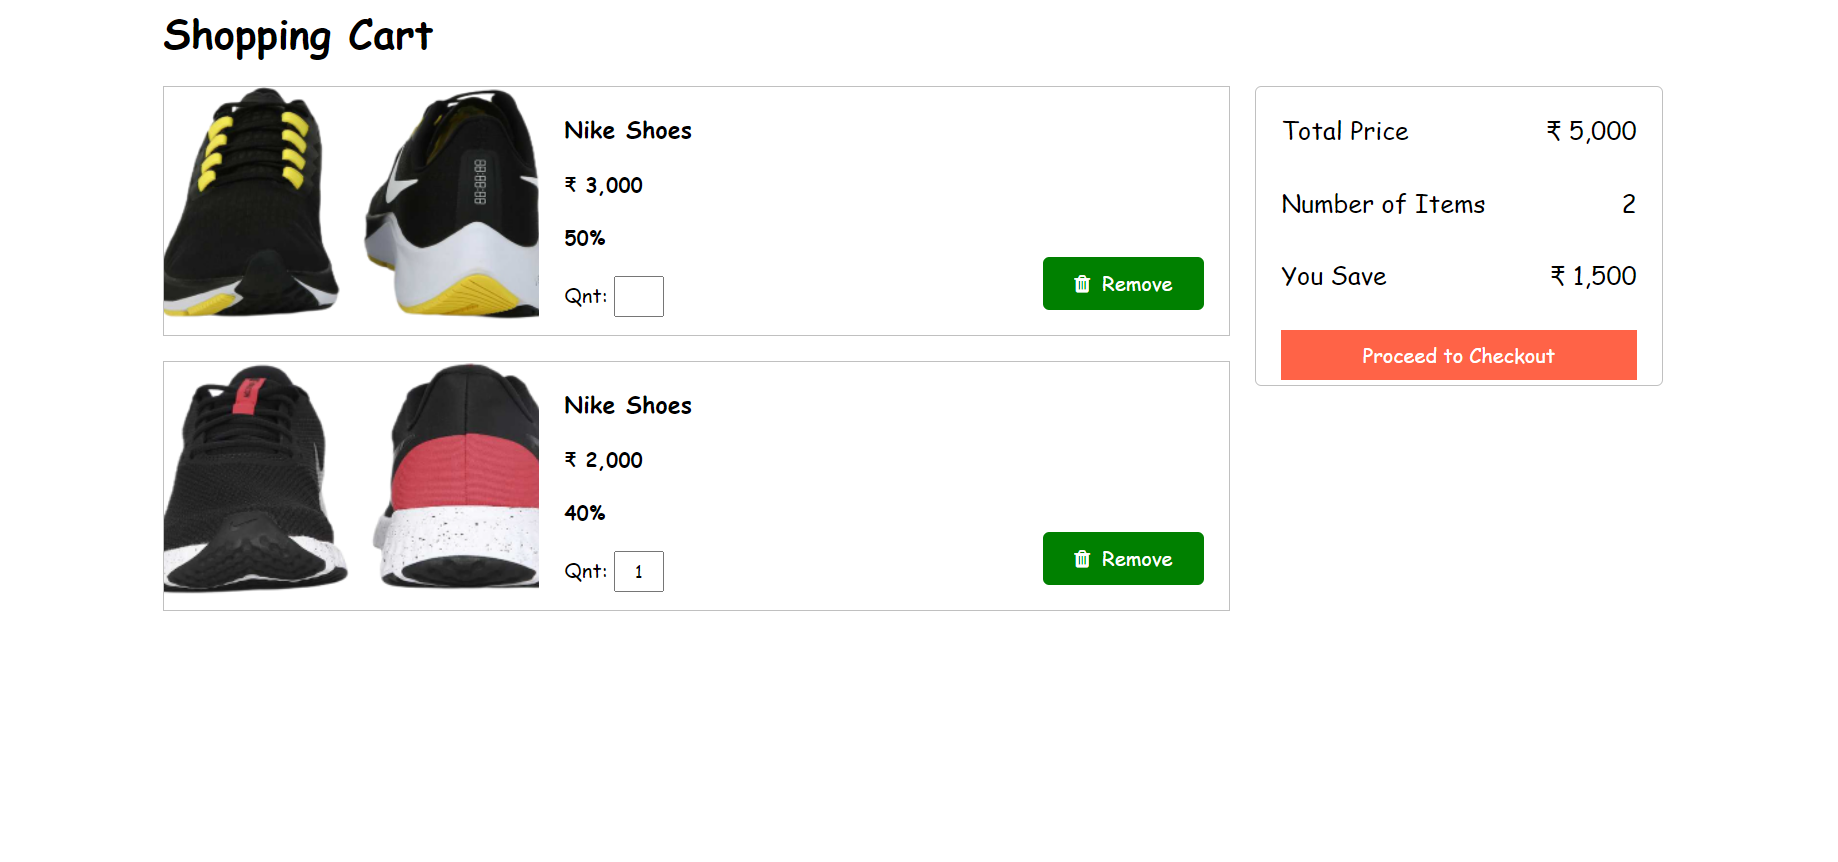 Shopping Cart
Nike Shoes
₹ 3,000
50%
Qnt:
Remove
Nike Shoes
₹ 2,000
40%
Qnt: 1
Remove
Total Price ₹ 5,000
Number of Items 2
You Save ₹ 1,500
Proceed to Checkout